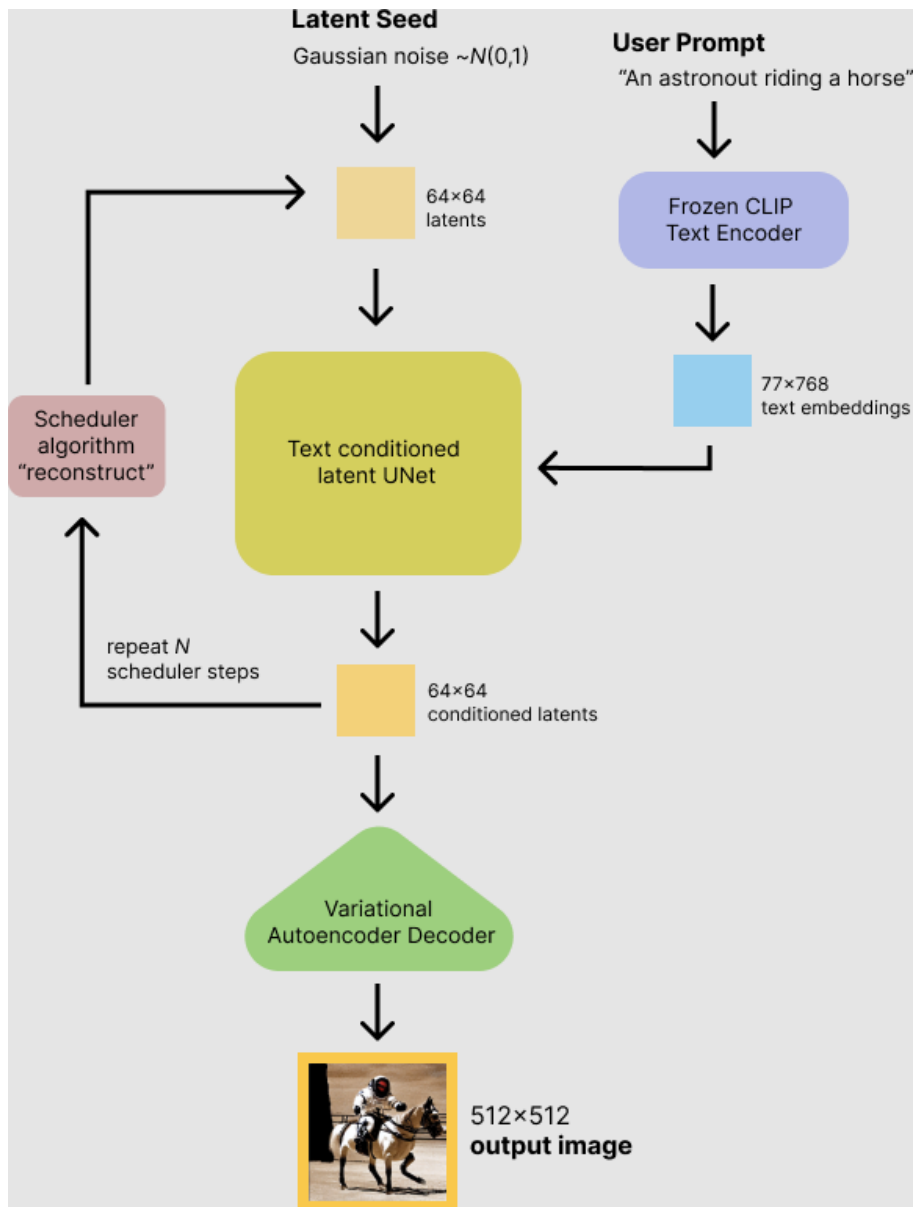 Latent Seed
Gaussian noise ~N(0,1)
User Prompt
“An astronout riding a horse”
64×64
latents
Frozen CLIP
Text Encoder
77×768
text embeddings
Scheduler
algorithm
“reconstruct”
Text conditioned
latent UNet
repeat N
scheduler steps
64×64
conditioned latents
Variational
Autoencoder Decoder
512×512
output image